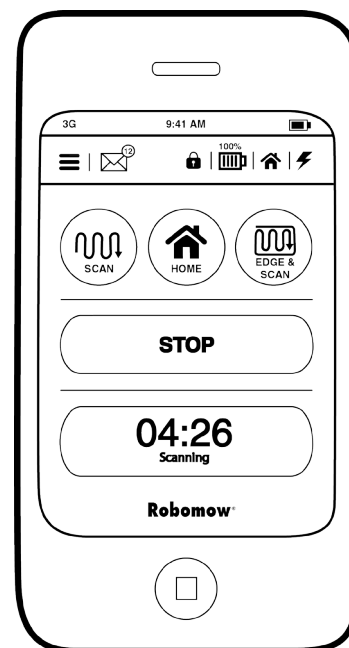 3G 9:41 AM
12
100%
SCAN
HOME
EDGE &
SCAN
STOP
04:26
Scanning
Robomow®